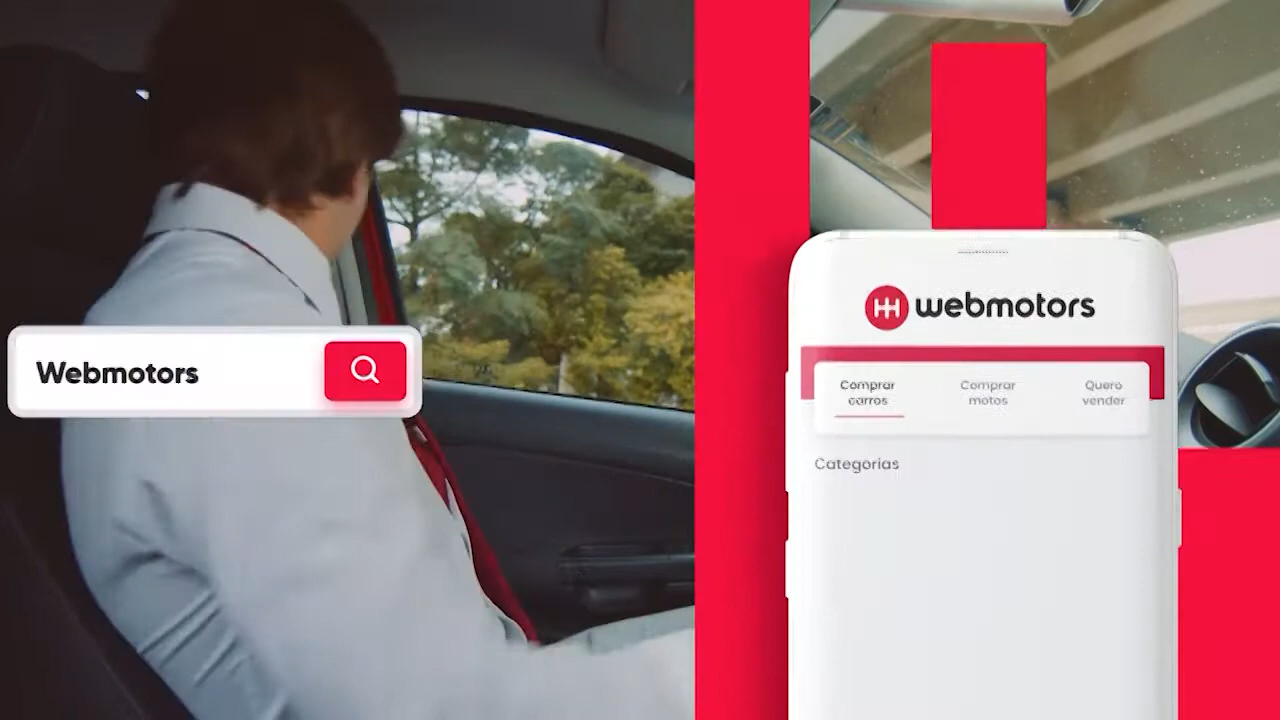 Webmotors
webmotors
Comprar
carros
Comprar
motos
Quero
vender
Categorias